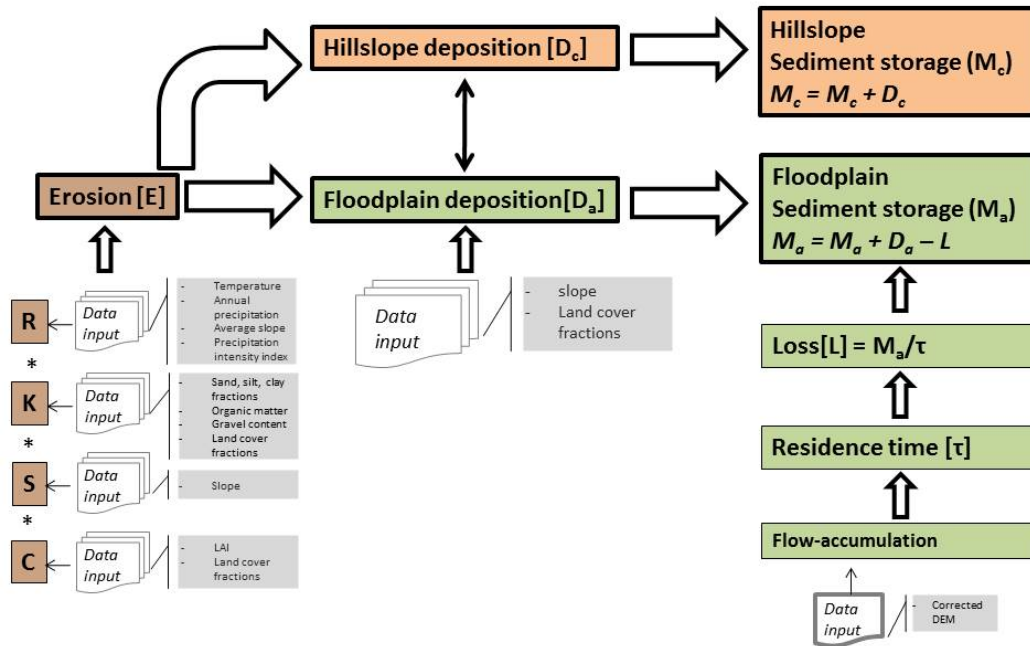 Hillslope deposition [Dc]
Hillslope
Sediment storage (Mc)
Mc = Mc + Dc
Erosion [E]
Floodplain deposition[Da]
Floodplain
Sediment storage (Ma)
Ma = Ma + Da – L
R
Data
input
- Temperature
- Annual
precipitation
- Average slope
- Precipitation
intensity index
*
K
Data
input
- Sand, silt, clay
fractions
- Organic matter
- Gravel content
- Land cover
fractions
*
S
Data
input
- Slope
*
C
Data
input
- LAI
- Land cover
fractions
Data
input
- slope
- Land cover
fractions
Loss[L] = Ma/τ
Residence time [τ]
Flow-accumulation
Data
input
- Corrected
DEM